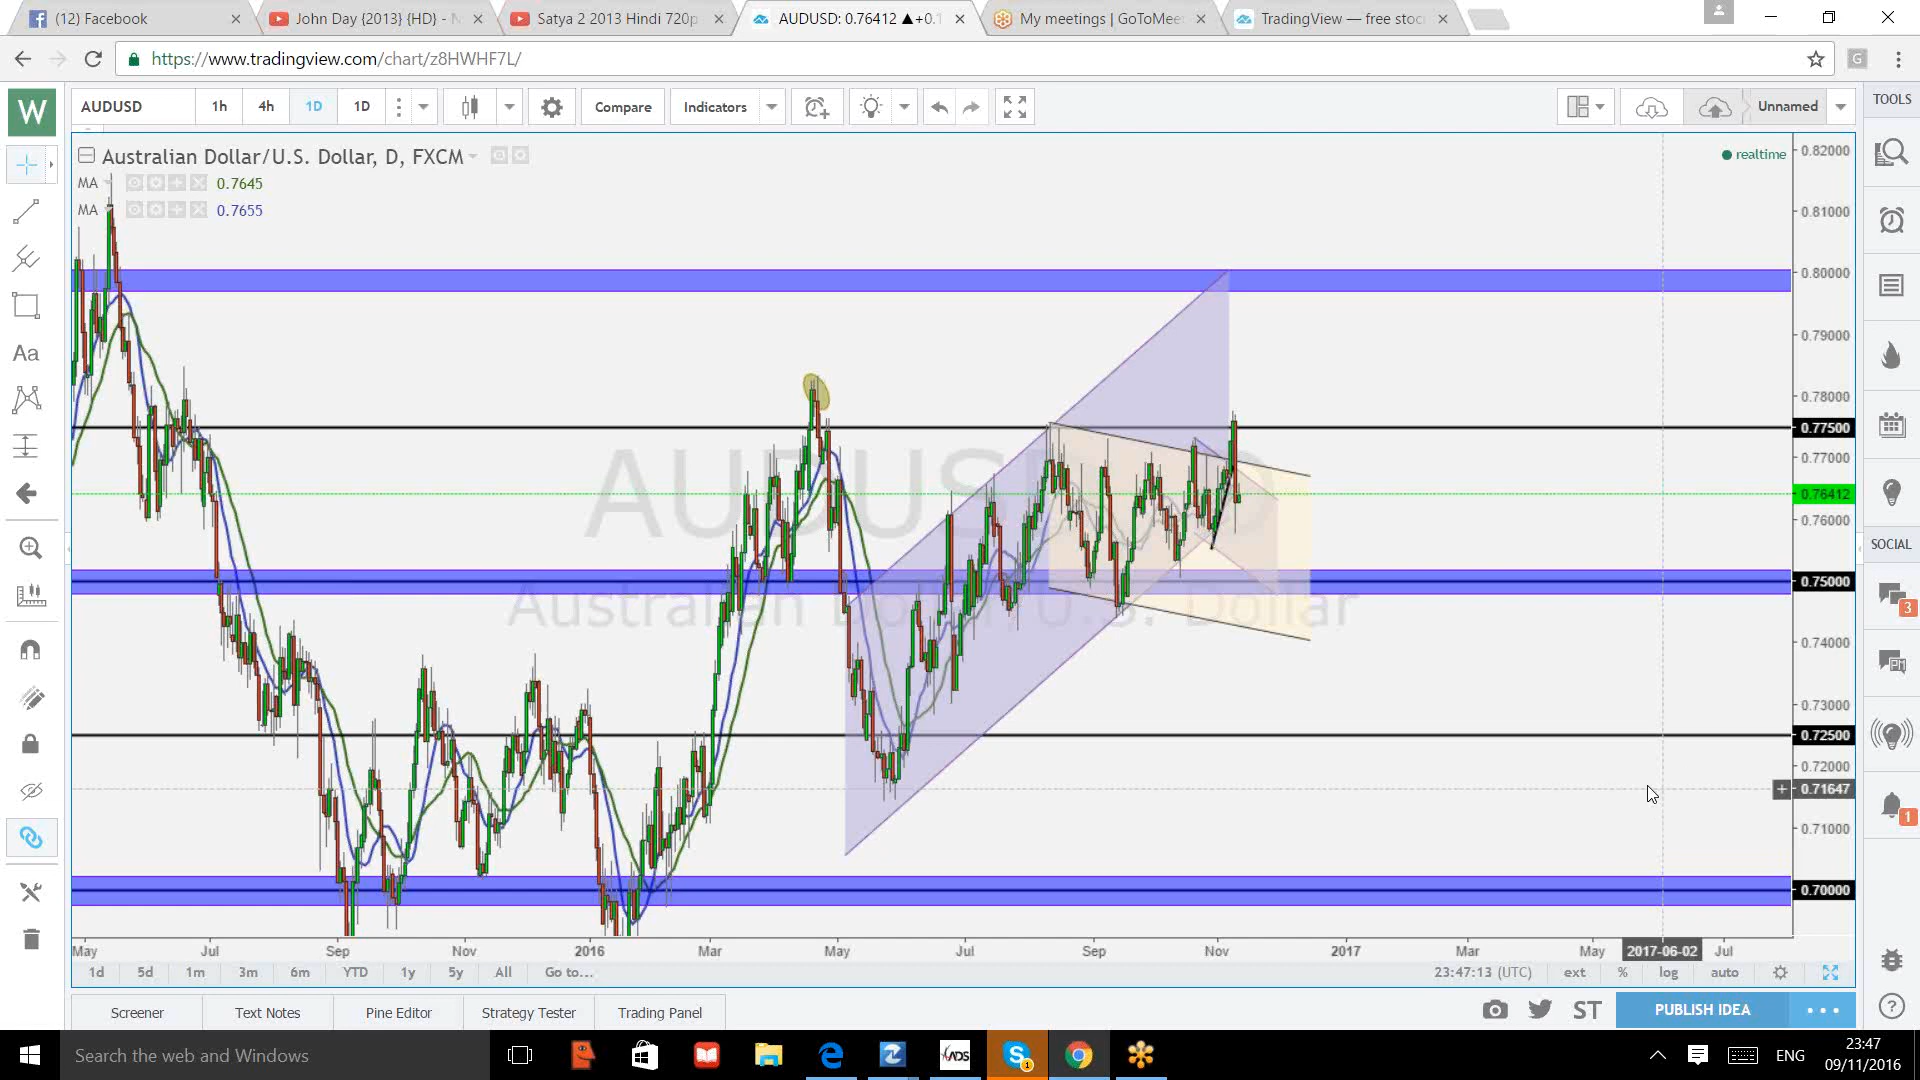 (12) Facebook
John Day {2013} {HD} - N
Satya 2 2013 Hindi 720p
AUDUSD: 0.76412 ▲+0.1
My meetings | GoToMeet
TradingView — free stoc
https://www.tradingview.com/chart/z8HWHF7L/
G
W
AUDUSD
1h
4h
1D
1D
Compare
Indicators
Unnamed
TOOLS
Australian Dollar/U.S. Dollar, D, FXCM
realtime
MA
0.7645
MA
0.7655
AUDUSD
Australian Dollar/U.S. Dollar
0.82000
0.81000
0.80000
0.79000
0.78000
0.77500
0.77000
0.76412
0.76000
0.75000
0.74000
0.73000
0.72500
0.72000
0.71647
0.71000
0.70000
Aa
SOCIAL
3
1
May
Jul
Sep
Nov
2016
Mar
May
Jul
Sep
Nov
2017
Mar
May
2017-06-02
Jul
1d
5d
1m
3m
6m
YTD
1y
5y
All
Go to...
23:47:13 (UTC)
ext
%
log
auto
Screener
Text Notes
Pine Editor
Strategy Tester
Trading Panel
ST
PUBLISH IDEA
Search the web and Windows
ADS
1
ENG
23:47
09/11/2016